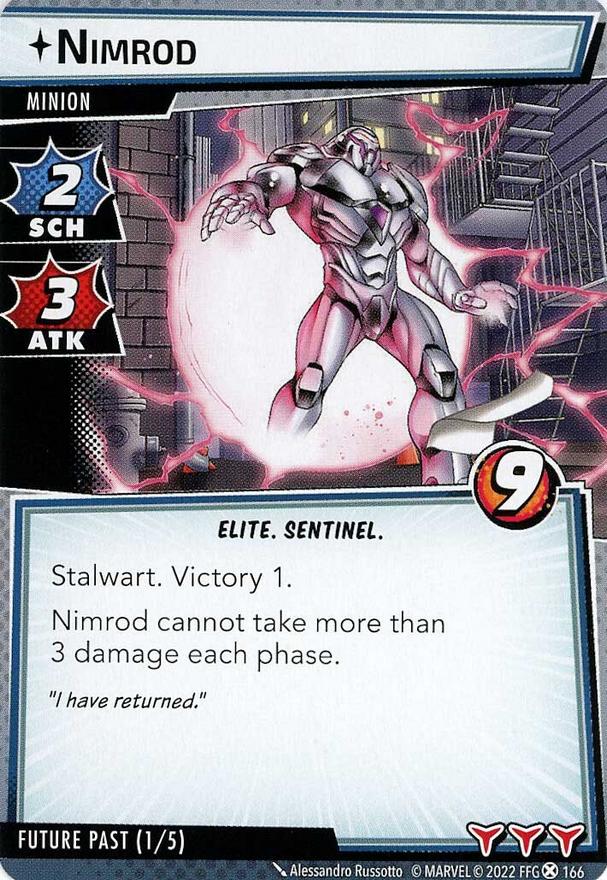 Nimrod
MINION
2
SCH
3
ATK
9
ELITE. SENTINEL.
Stalwart. Victory 1.
Nimrod cannot take more than
3 damage each phase.
"I have returned."
FUTURE PAST (1/5)
Alessandro Russotto © MARVEL © 2022 FFG 166